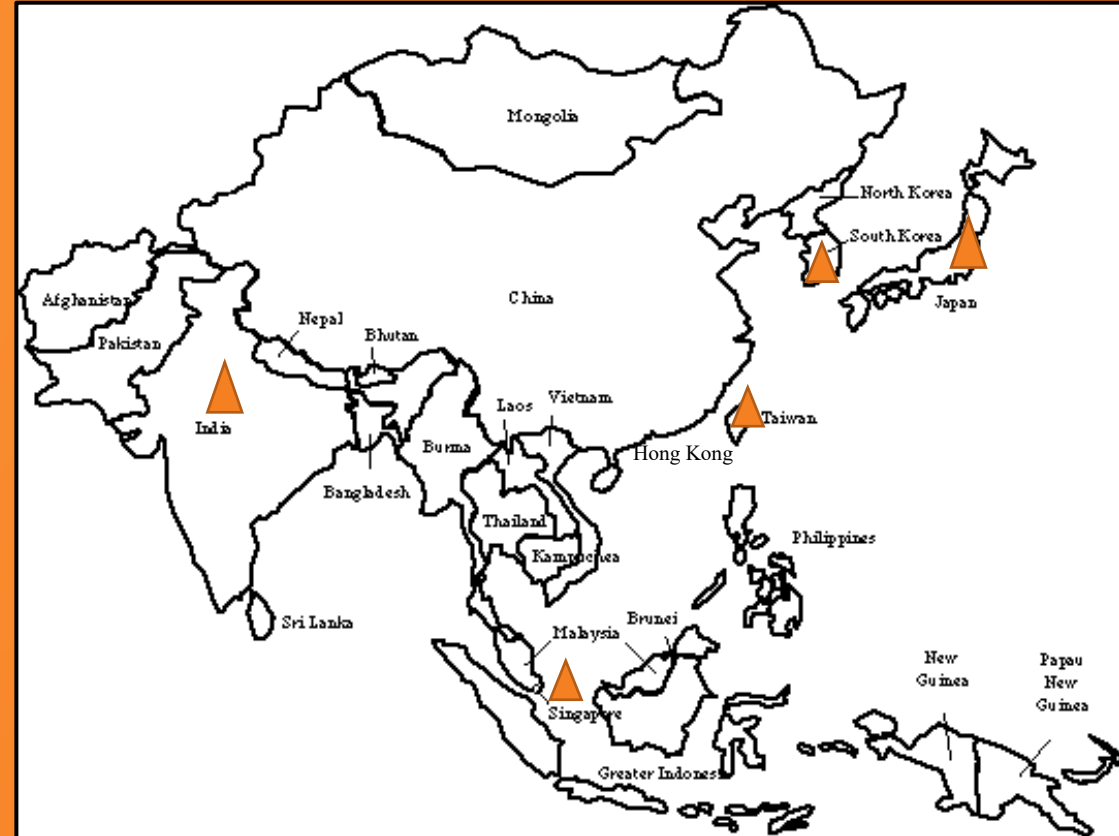 Mongolia
North Korea
South Korea
Afghanistan
China
Japan
Nepal
Pakistan
Bhutan
Laos
Vietnam
Taiwan
India
Burma
Hong Kong
Bangladesh
Thailand
Philippines
Kampuchea
Sri Lanka
Brunei
Malaysia
New
Guinea
Papau
New
Guinea
Singapore
Greater Indonesia